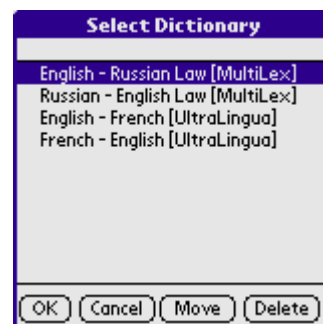 Select Dictionary
English - Russian Law [MultiLex]
Russian - English Law [MultiLex]
English - French [UltraLingua]
French - English [UltraLingua]
OK Cancel Move Delete